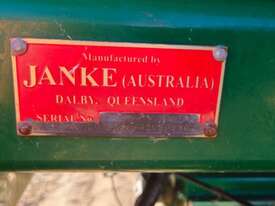 Manufactured by
JANKE (AUSTRALIA)
DALBY, QUEENSLAND
SERIAL No.